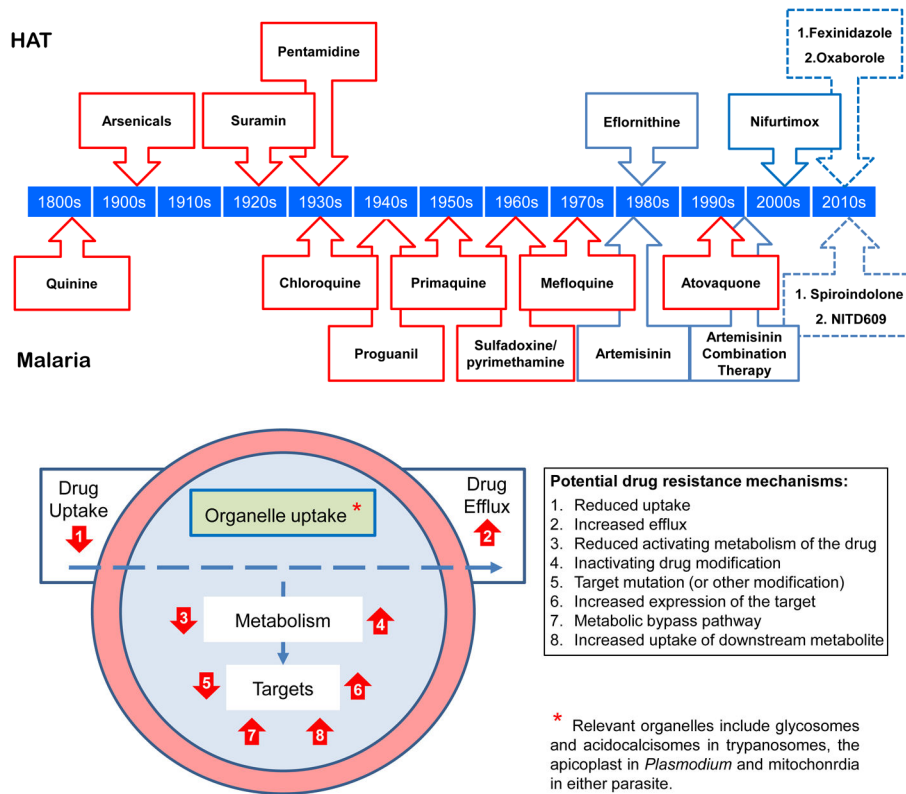 HAT
Pentamidine
1.Fexinidazole
2.Oxaborole
Arsenicals
Suramin
Eflornithine
Nifurtimox
1800s 1900s 1910s 1920s 1930s 1940s 1950s 1960s 1970s 1980s 1990s 2000s 2010s
Quinine
Chloroquine
Primaquine
Mefloquine
Atovaquone
1. Spiroindolone
2. NITD609
Malaria
Proguanil
Sulfadoxine/
pyrimethamine
Artemisinin
Artemisinin
Combination
Therapy
Drug
Uptake
1
Organelle uptake *
Drug
Efflux
2
3
Metabolism
4
5
Targets
6
7
8
Potential drug resistance mechanisms:
1. Reduced uptake
2. Increased efflux
3. Reduced activating metabolism of the drug
4. Inactivating drug modification
5. Target mutation (or other modification)
6. Increased expression of the target
7. Metabolic bypass pathway
8. Increased uptake of downstream metabolite
* Relevant organelles include glycosomes
and acidocalcisomes in trypanosomes, the
apicoplast in Plasmodium and mitochonrdia
in either parasite.